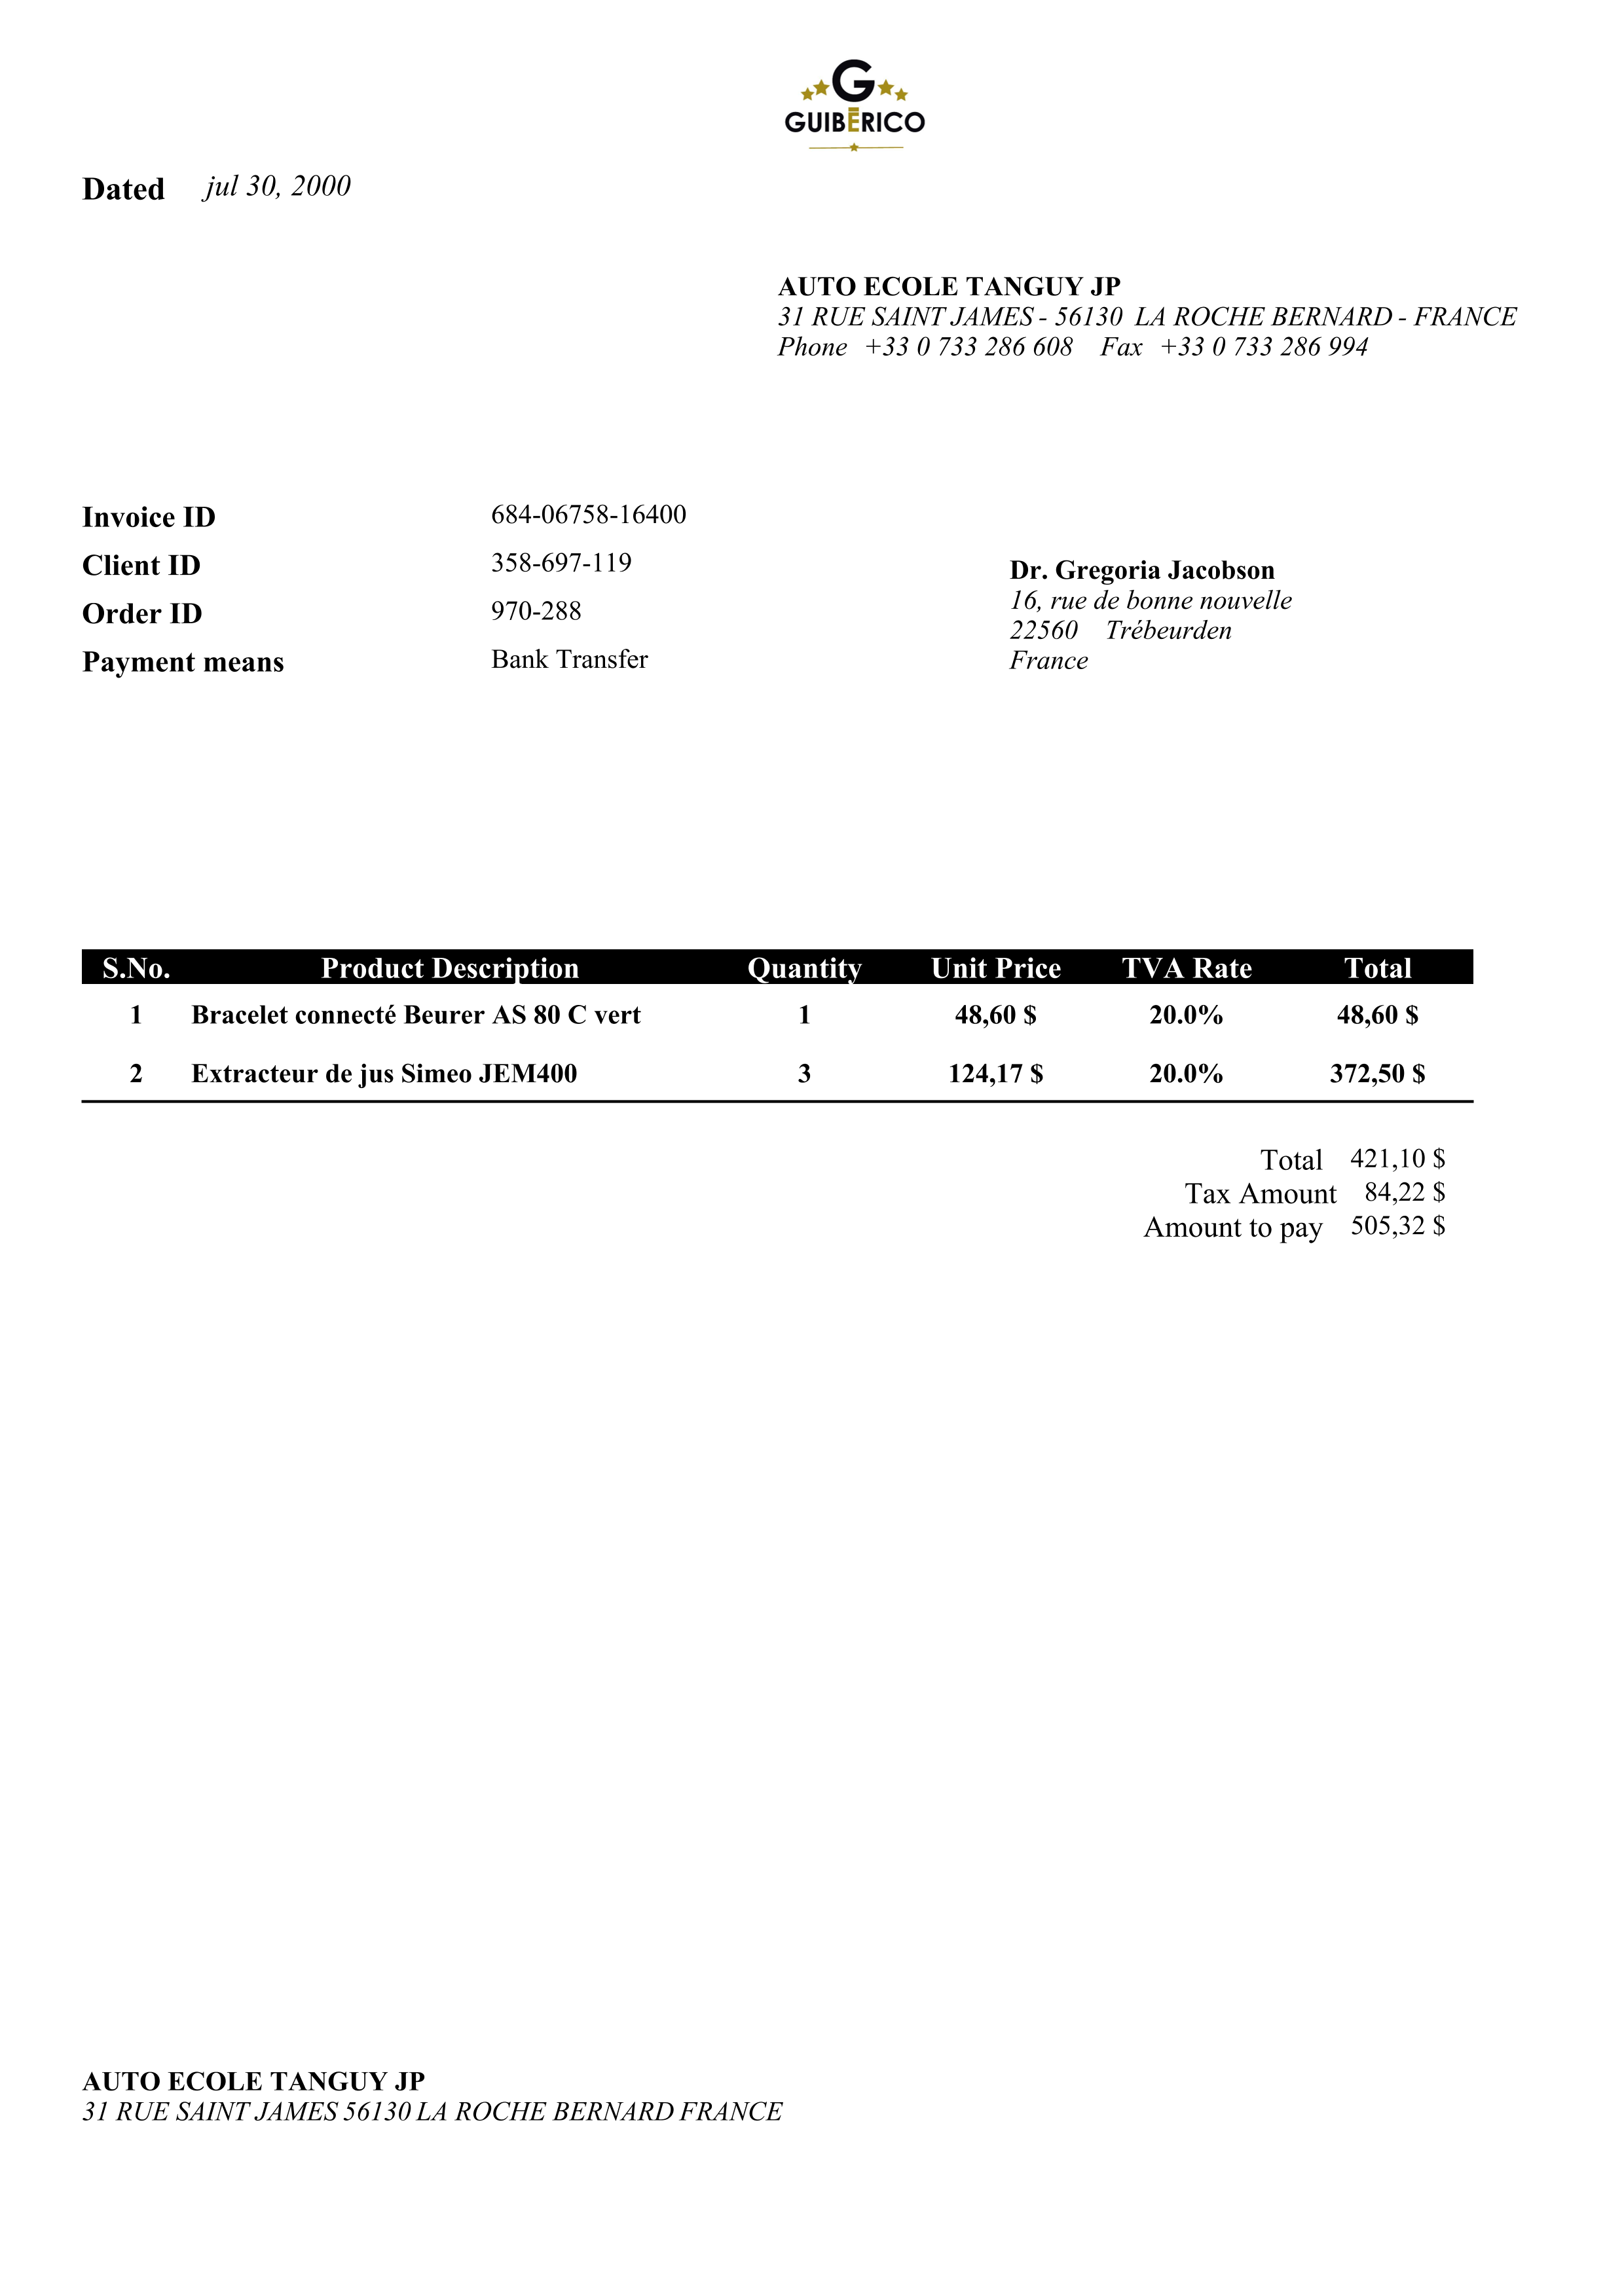 G
GUIBERICO
Dated jul 30, 2000
AUTO ECOLE TANGUY JP
31 RUE SAINT JAMES - 56130 LA ROCHE BERNARD - FRANCE
Phone +33 0 733 286 608 Fax +33 0 733 286 994
Invoice ID 684-06758-16400
Client ID 358-697-119
Order ID 970-288
Payment means Bank Transfer
Dr. Gregoria Jacobson
16, rue de bonne nouvelle
22560 Trébeurden
France
S.No. Product Description Quantity Unit Price TVA Rate Total
1 Bracelet connecté Beurer AS 80 C vert 1 48,60 $ 20.0% 48,60 $
2 Extracteur de jus Simeo JEM400 3 124,17 $ 20.0% 372,50 $
Total 421,10 $
Tax Amount 84,22 $
Amount to pay 505,32 $
AUTO ECOLE TANGUY JP
31 RUE SAINT JAMES 56130 LA ROCHE BERNARD FRANCE